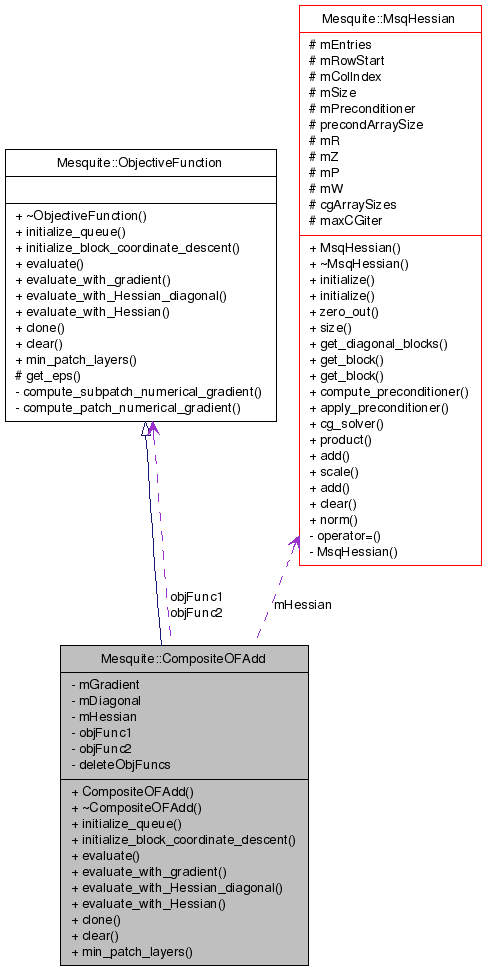 Mesquite::MsqHessian
# mEntries
# mRowStart
# mColIndex
# mSize
# mPreconditioner
# precondArraySize
# mR
# mZ
# mP
# mW
# cgArraySizes
# maxCGiter
+ MsqHessian()
+ ~MsqHessian()
+ initialize()
+ initialize()
+ zero_out()
+ size()
+ get_diagonal_blocks()
+ get_block()
+ get_block()
+ compute_preconditioner()
+ apply_preconditioner()
+ cg_solver()
+ product()
+ add()
+ scale()
+ add()
+ clear()
+ norm()
- operator=()
- MsqHessian()
Mesquite::ObjectiveFunction
+ ~ObjectiveFunction()
+ initialize_queue()
+ initialize_block_coordinate_descent()
+ evaluate()
+ evaluate_with_gradient()
+ evaluate_with_Hessian_diagonal()
+ evaluate_with_Hessian()
+ clone()
+ clear()
+ min_patch_layers()
# get_eps()
- compute_subpatch_numerical_gradient()
- compute_patch_numerical_gradient()
objFunc1
objFunc2
mHessian
Mesquite::CompositeOFAdd
- mGradient
- mDiagonal
- mHessian
- objFunc1
- objFunc2
- deleteObjFuncs
+ CompositeOFAdd()
+ ~CompositeOFAdd()
+ initialize_queue()
+ initialize_block_coordinate_descent()
+ evaluate()
+ evaluate_with_gradient()
+ evaluate_with_Hessian_diagonal()
+ evaluate_with_Hessian()
+ clone()
+ clear()
+ min_patch_layers()